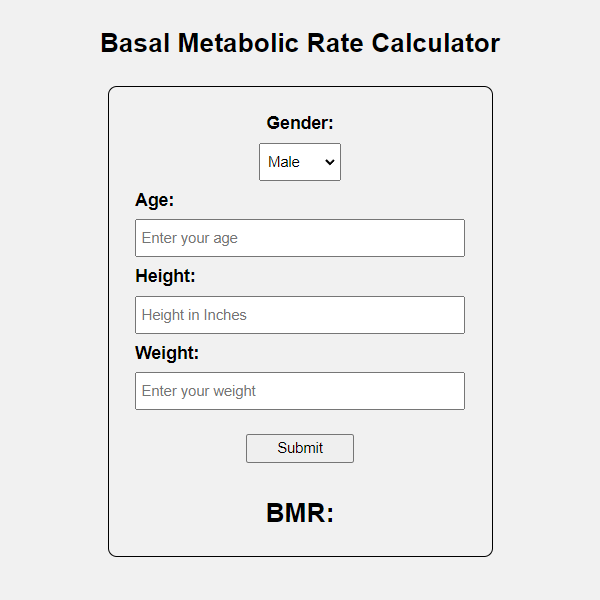 Basal Metabolic Rate Calculator
Gender:
Male
Age:
Enter your age
Height:
Height in Inches
Weight:
Enter your weight
Submit
BMR: